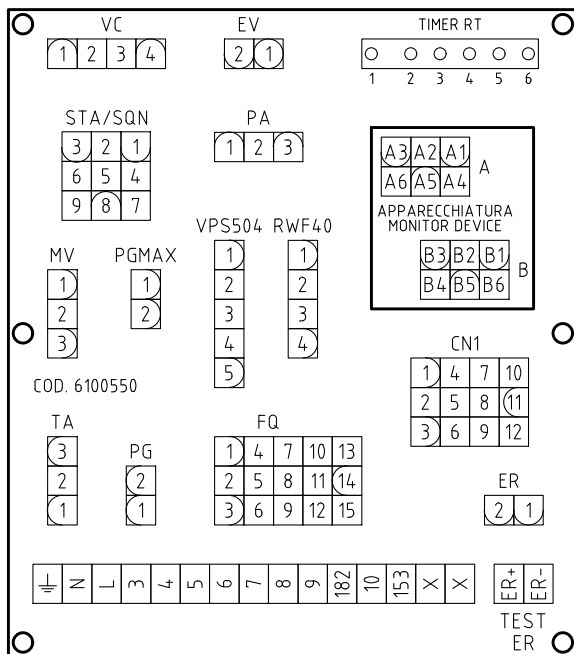 VC EV TIMER RT
1 2 3 4 2 1
1 2 3 4 5 6
STA/SQN PA
3 2 1 1 2 3
6 5 4
9 8 7
A3 A2 A1
A6 A5 A4 A
APPARECCHIATURA
MONITOR DEVICE
B3 B2 B1
B4 B5 B6 B
VPS504 RWF40
1 1
2 2
3 3
4 4
5
MV PGMAX
1 1
2 2
3
CN1
1 4 7 10
2 5 8 11
3 6 9 12
COD. 6100550
TA PG
3
2 2
1 1
FQ
1 4 7 10 13
2 5 8 11 14
3 6 9 12 15
ER
2 1
N L 3 4 5 6 7 8 9 182 10 153 X X ER+ ER-
TEST
ER